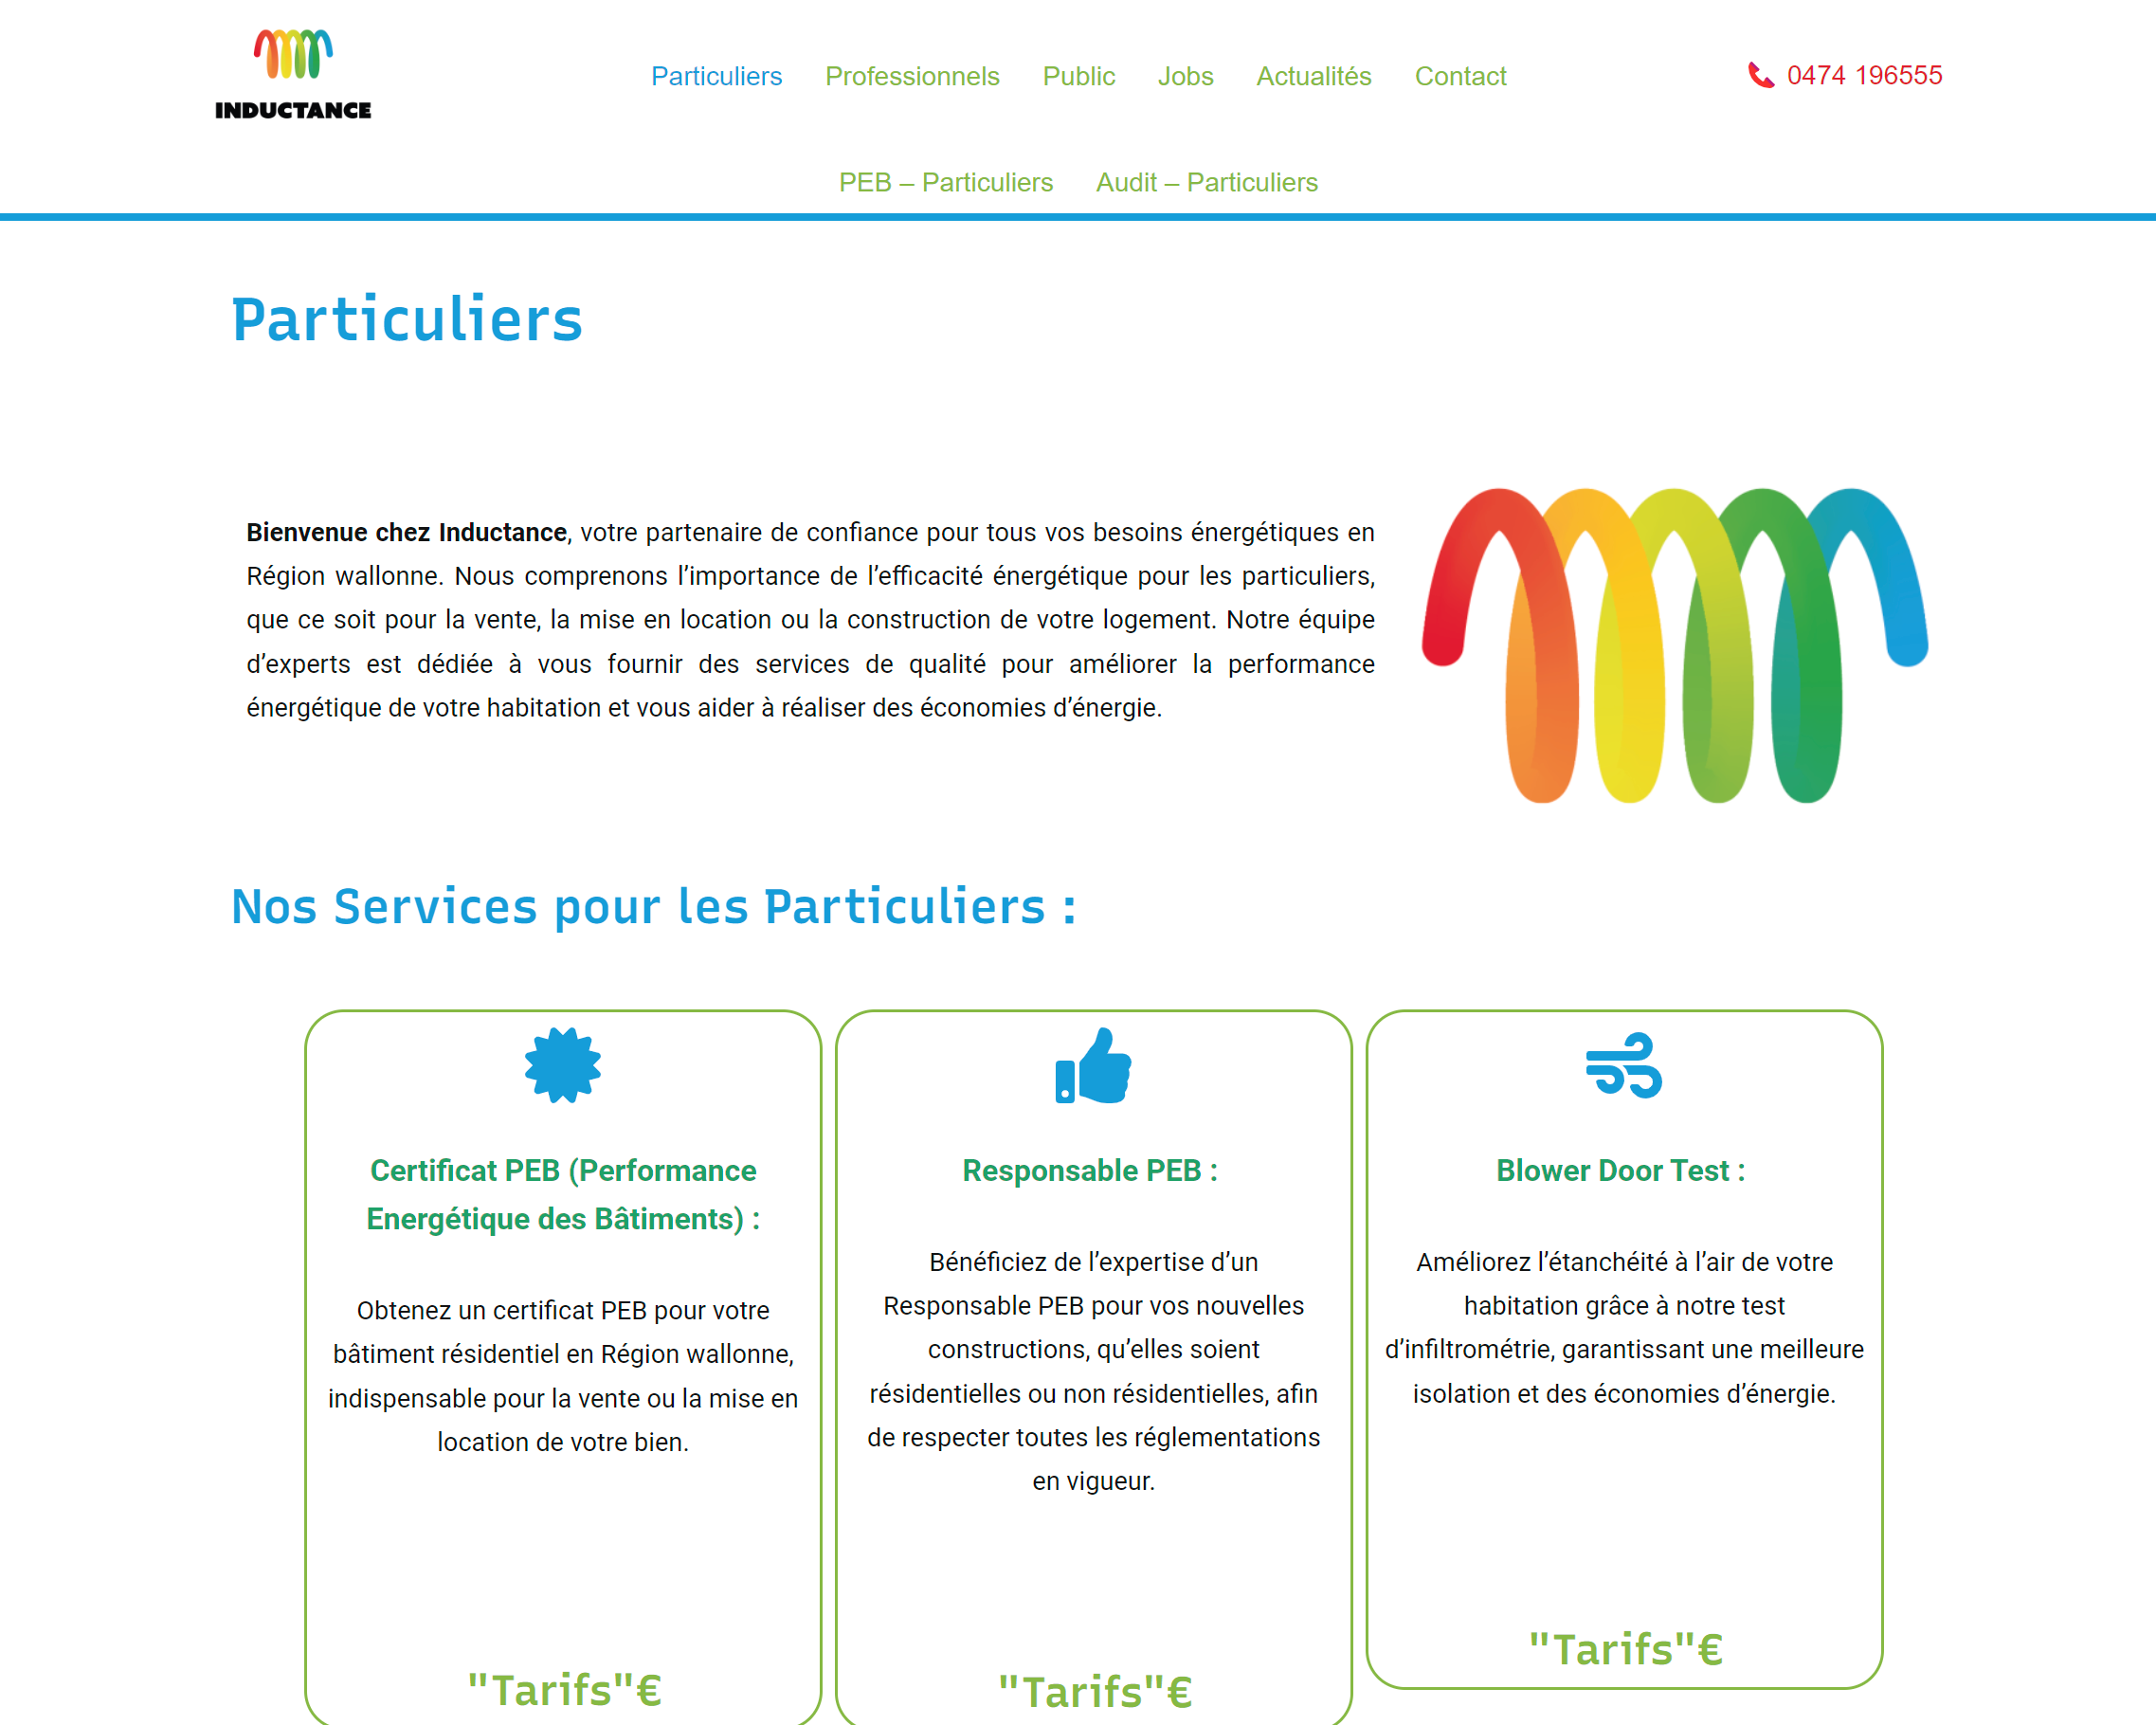 INDUCTANCE
Particuliers Professionnels Public Jobs Actualités Contact
0474 196555
PEB – Particuliers Audit – Particuliers
Particuliers
Bienvenue chez Inductance, votre partenaire de confiance pour tous vos besoins énergétiques en
Région wallonne. Nous comprenons l’importance de l’efficacité énergétique pour les particuliers,
que ce soit pour la vente, la mise en location ou la construction de votre logement. Notre équipe
d’experts est dédiée à vous fournir des services de qualité pour améliorer la performance
énergétique de votre habitation et vous aider à réaliser des économies d’énergie.
Nos Services pour les Particuliers :
Certificat PEB (Performance
Energétique des Bâtiments) :
Obtenez un certificat PEB pour votre
bâtiment résidentiel en Région wallonne,
indispensable pour la vente ou la mise en
location de votre bien.
"Tarifs"€
Responsable PEB :
Bénéficiez de l’expertise d’un
Responsable PEB pour vos nouvelles
constructions, qu’elles soient
résidentielles ou non résidentielles, afin
de respecter toutes les réglementations
en vigueur.
"Tarifs"€
Blower Door Test :
Améliorez l’étanchéité à l’air de votre
habitation grâce à notre test
d’infiltrométrie, garantissant une meilleure
isolation et des économies d’énergie.
"Tarifs"€